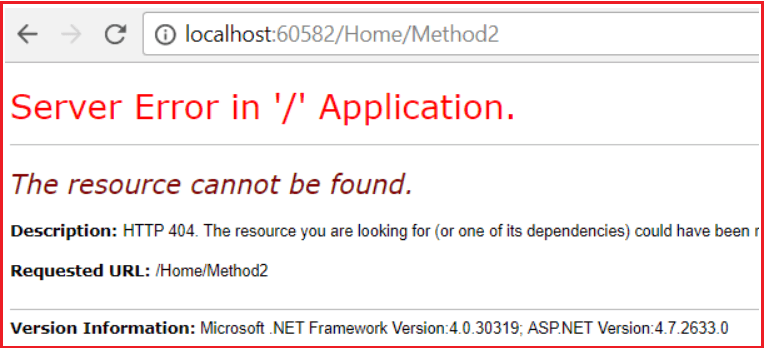 localhost:60582/Home/Method2
Server Error in '/' Application.
The resource cannot be found.
Description: HTTP 404. The resource you are looking for (or one of its dependencies) could have been
Requested URL: /Home/Method2
Version Information: Microsoft .NET Framework Version:4.0.30319; ASP.NET Version:4.7.2633.0